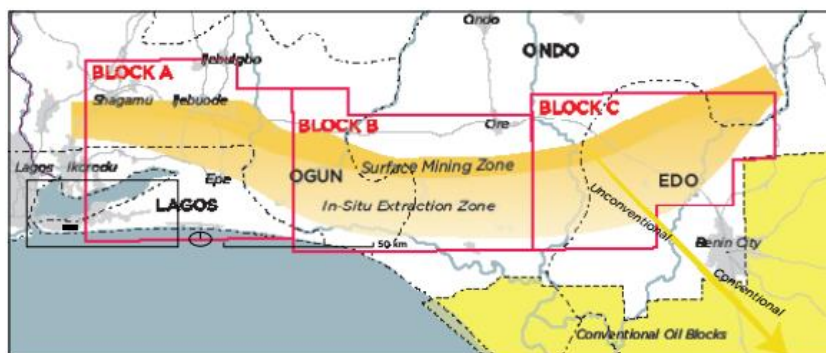 Ondo
ONDO
Ijebuigbo
BLOCK A
BLOCK C
Shagamu Ijebuode
BLOCK B
Ore
Surface Mining Zone
Lagos Ikorodu
Epe
OGUN
EDO
Unconventional
LAGOS
In-Situ Extraction Zone
50 km
Benin City
Conventional
Conventional Oil Blocks